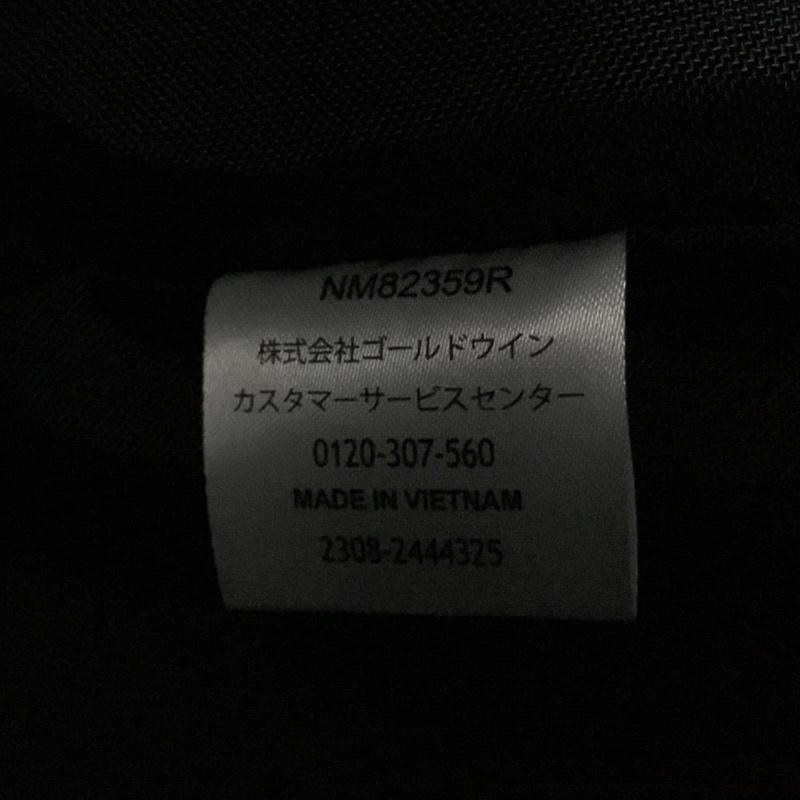 NM82359R
株式会社ゴールドウイン
カスタマーサービスセンター
0120-307-560
MADE IN VIETNAM
2308-2444325